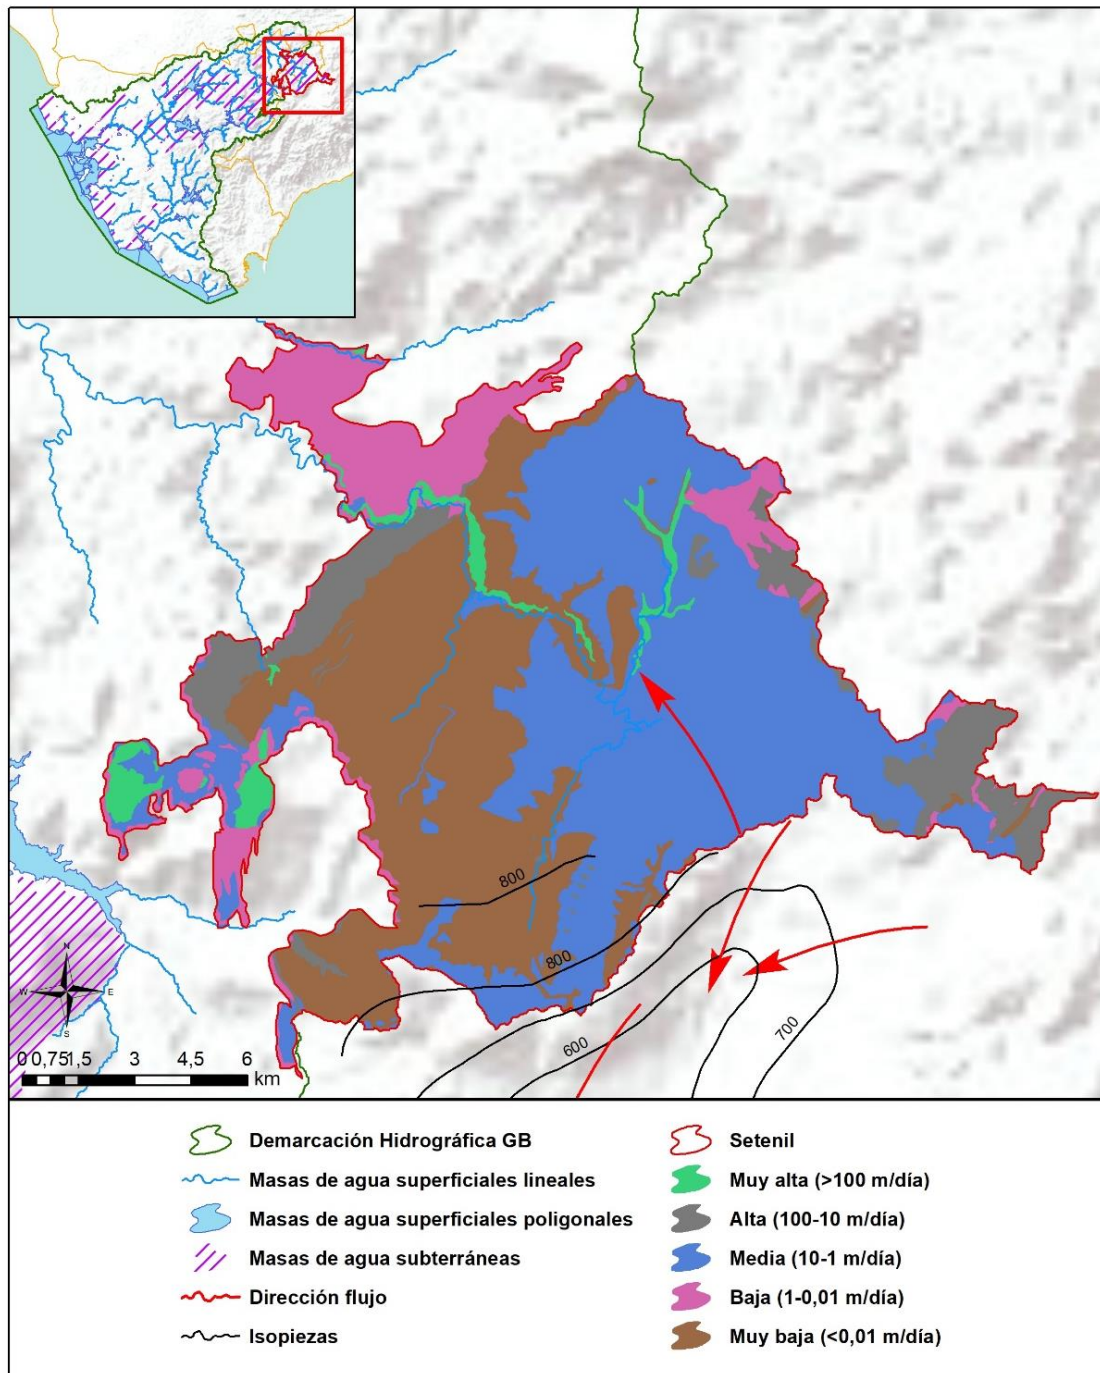 800
800
600
700
N
W
E
S
0 0,75 1,5 3 4,5 6
km
Demarcación Hidrográfica GB
Masas de agua superficiales lineales
Masas de agua superficiales poligonales
Masas de agua subterráneas
Dirección flujo
Isopiezas
Setenil
Muy alta (>100 m/día)
Alta (100-10 m/día)
Media (10-1 m/día)
Baja (1-0,01 m/día)
Muy baja (<0,01 m/día)